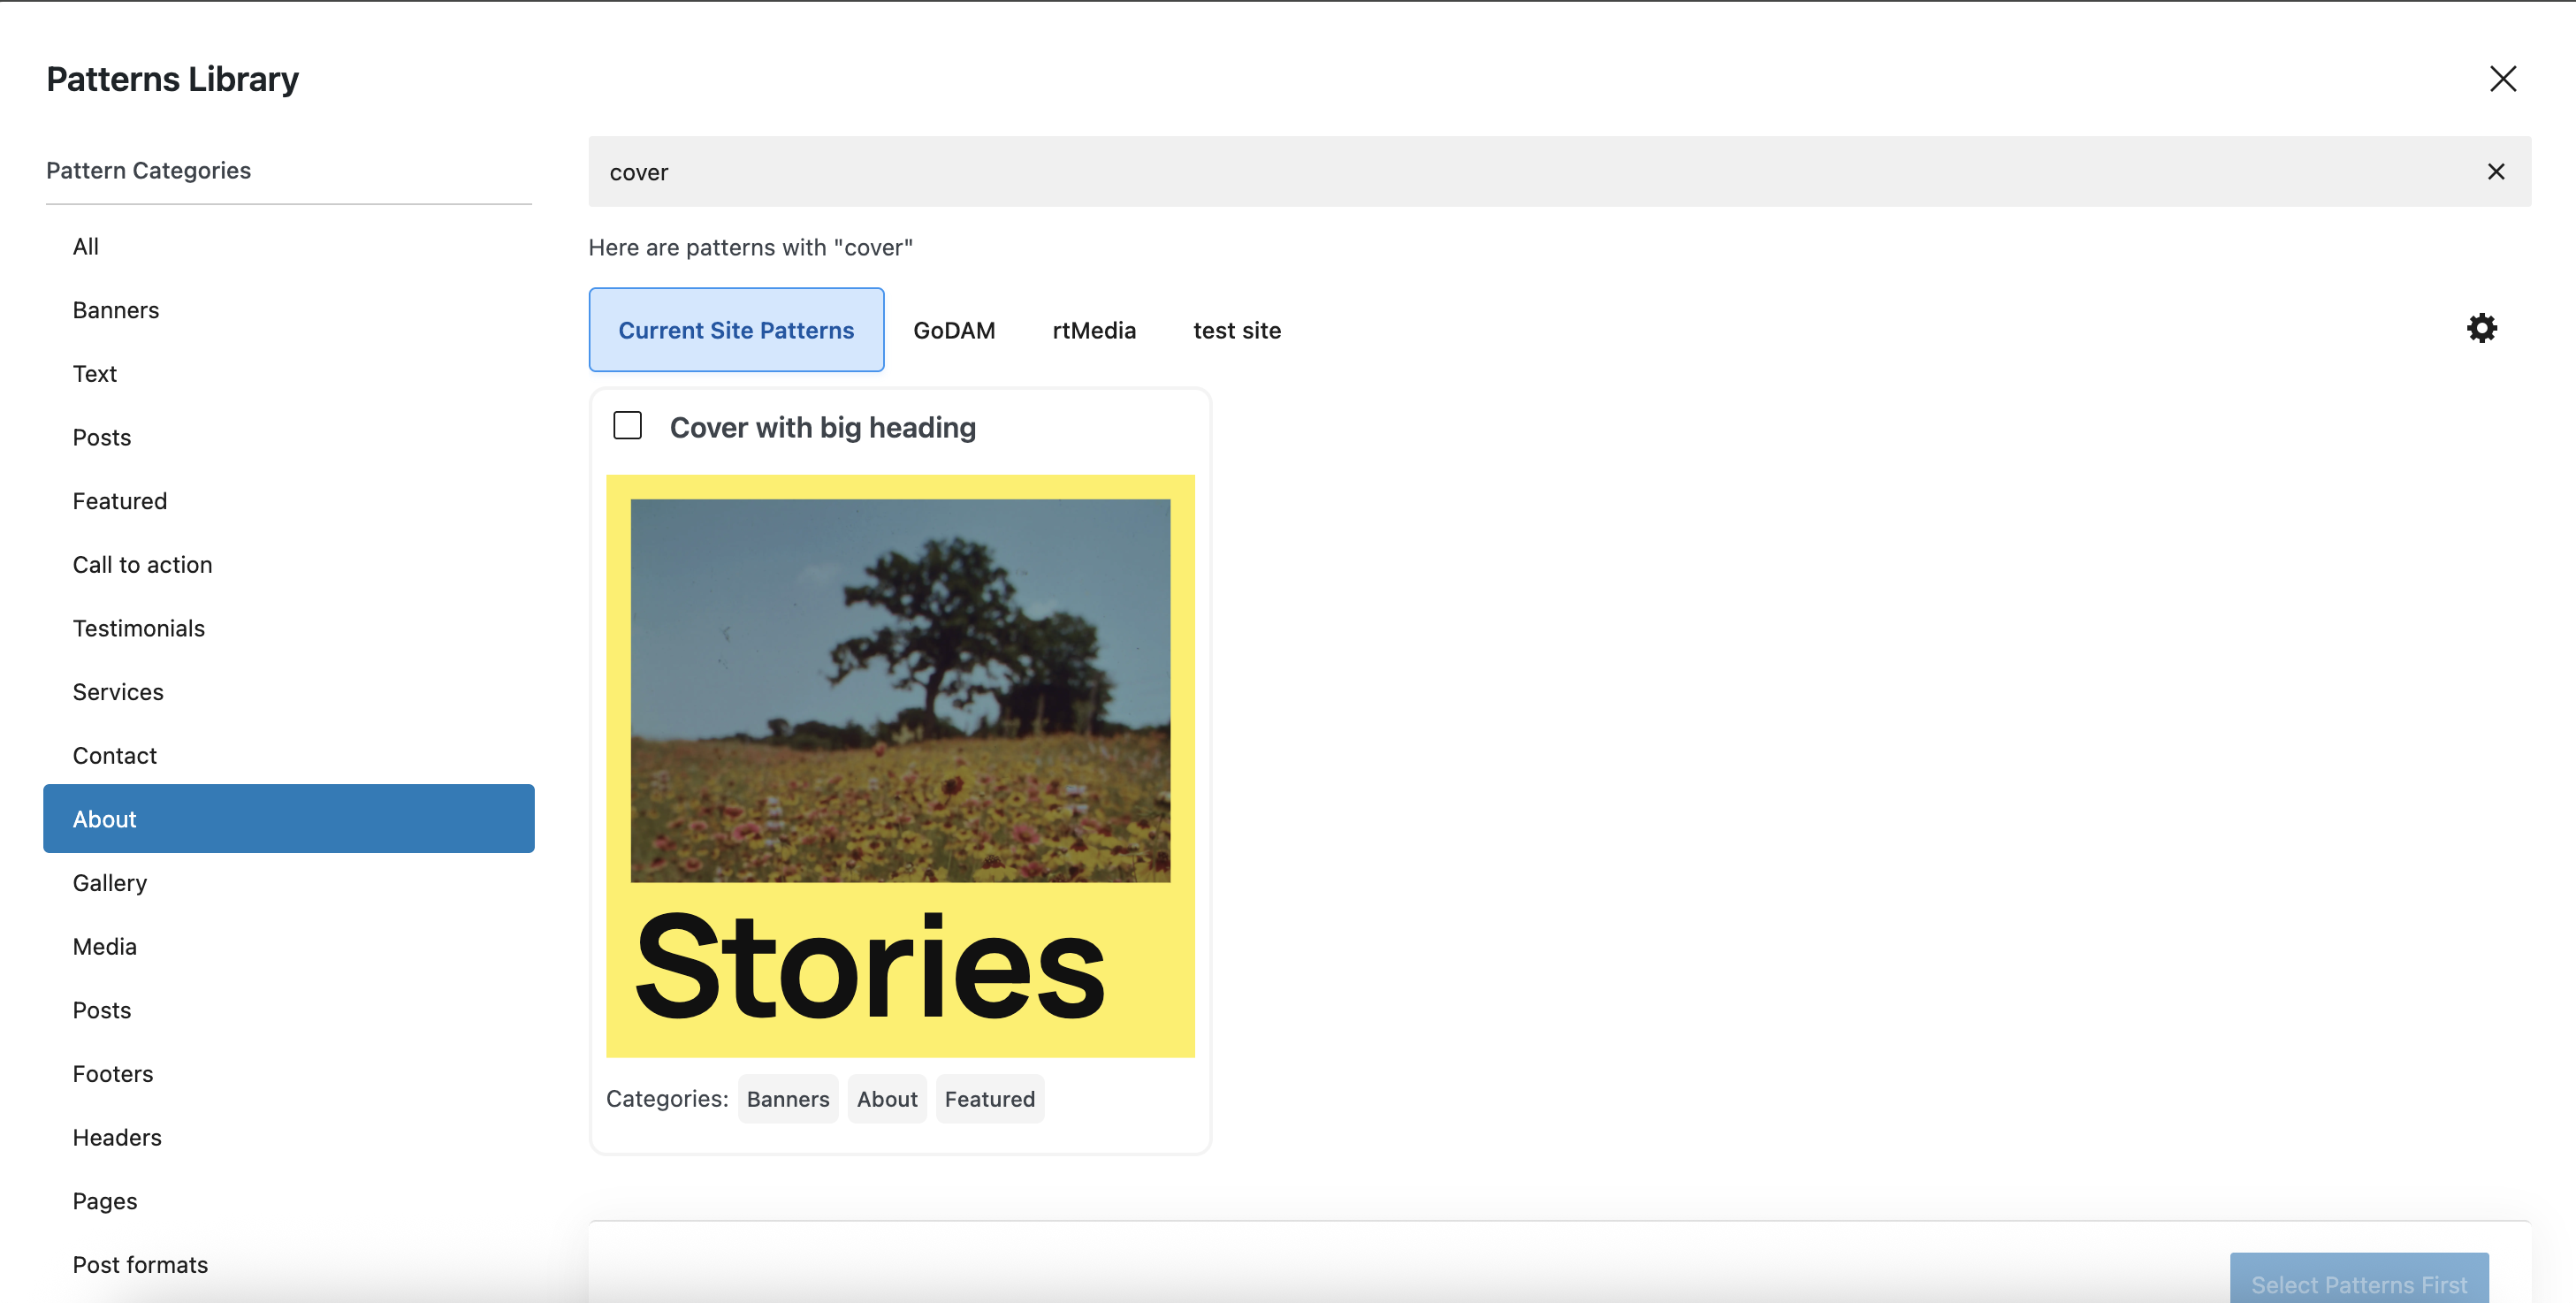 Patterns Library
Pattern Categories
All
Banners
Text
Posts
Featured
Call to action
Testimonials
Services
Contact
About
Gallery
Media
Posts
Footers
Headers
Pages
Post formats
cover
Here are patterns with "cover"
Current Site Patterns GoDAM rtMedia test site
Cover with big heading
Stories
Categories: Banners About Featured
Select Patterns First